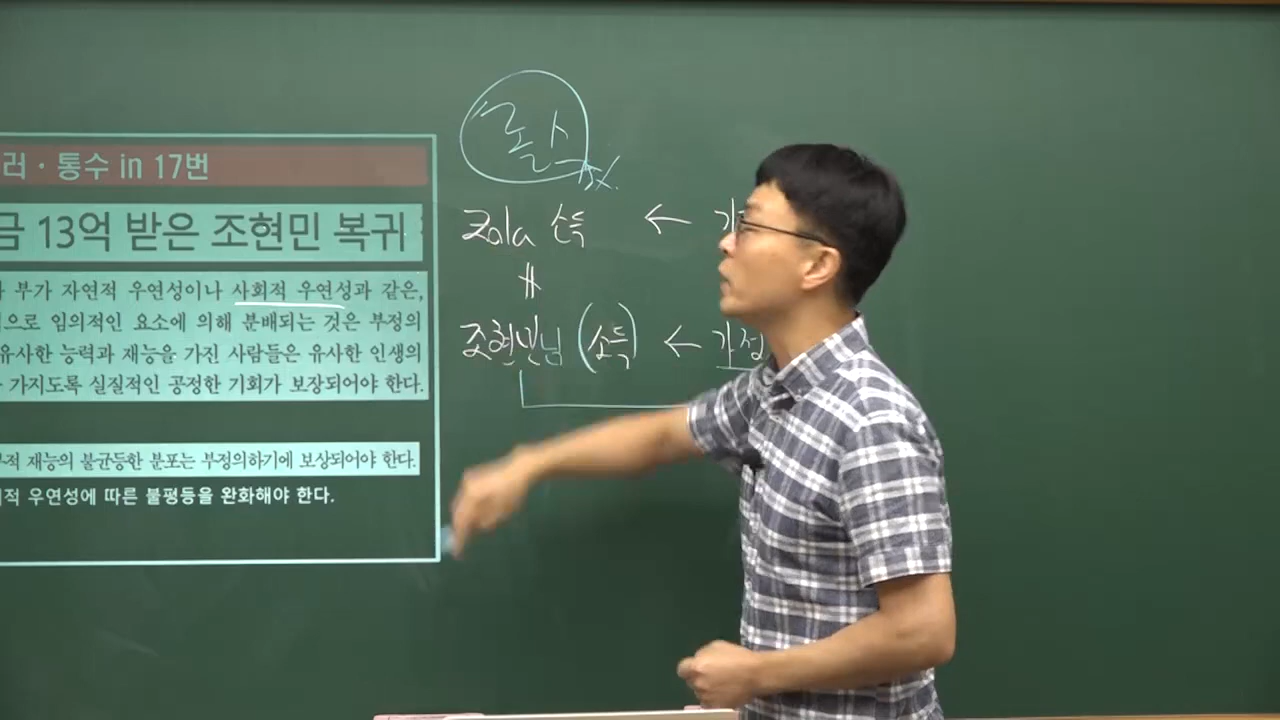 러・통수 in 17번
금 13억 받은 조현민 복귀
부가 자연적 우연성이나 사회적 우연성과 같은,
으로 임의적인 요소에 의해 분배되는 것은 부정의
유사한 능력과 재능을 가진 사람들은 유사한 인생의
가지도록 실질적인 공정한 기회가 보장되어야 한다.
적 재능의 불균등한 분포는 부정의하기에 보상되어야 한다.
적 우연성에 따른 불평등을 완화해야 한다.
롤스
Zola 소득 ←
조현민님 (소득) ← 가정